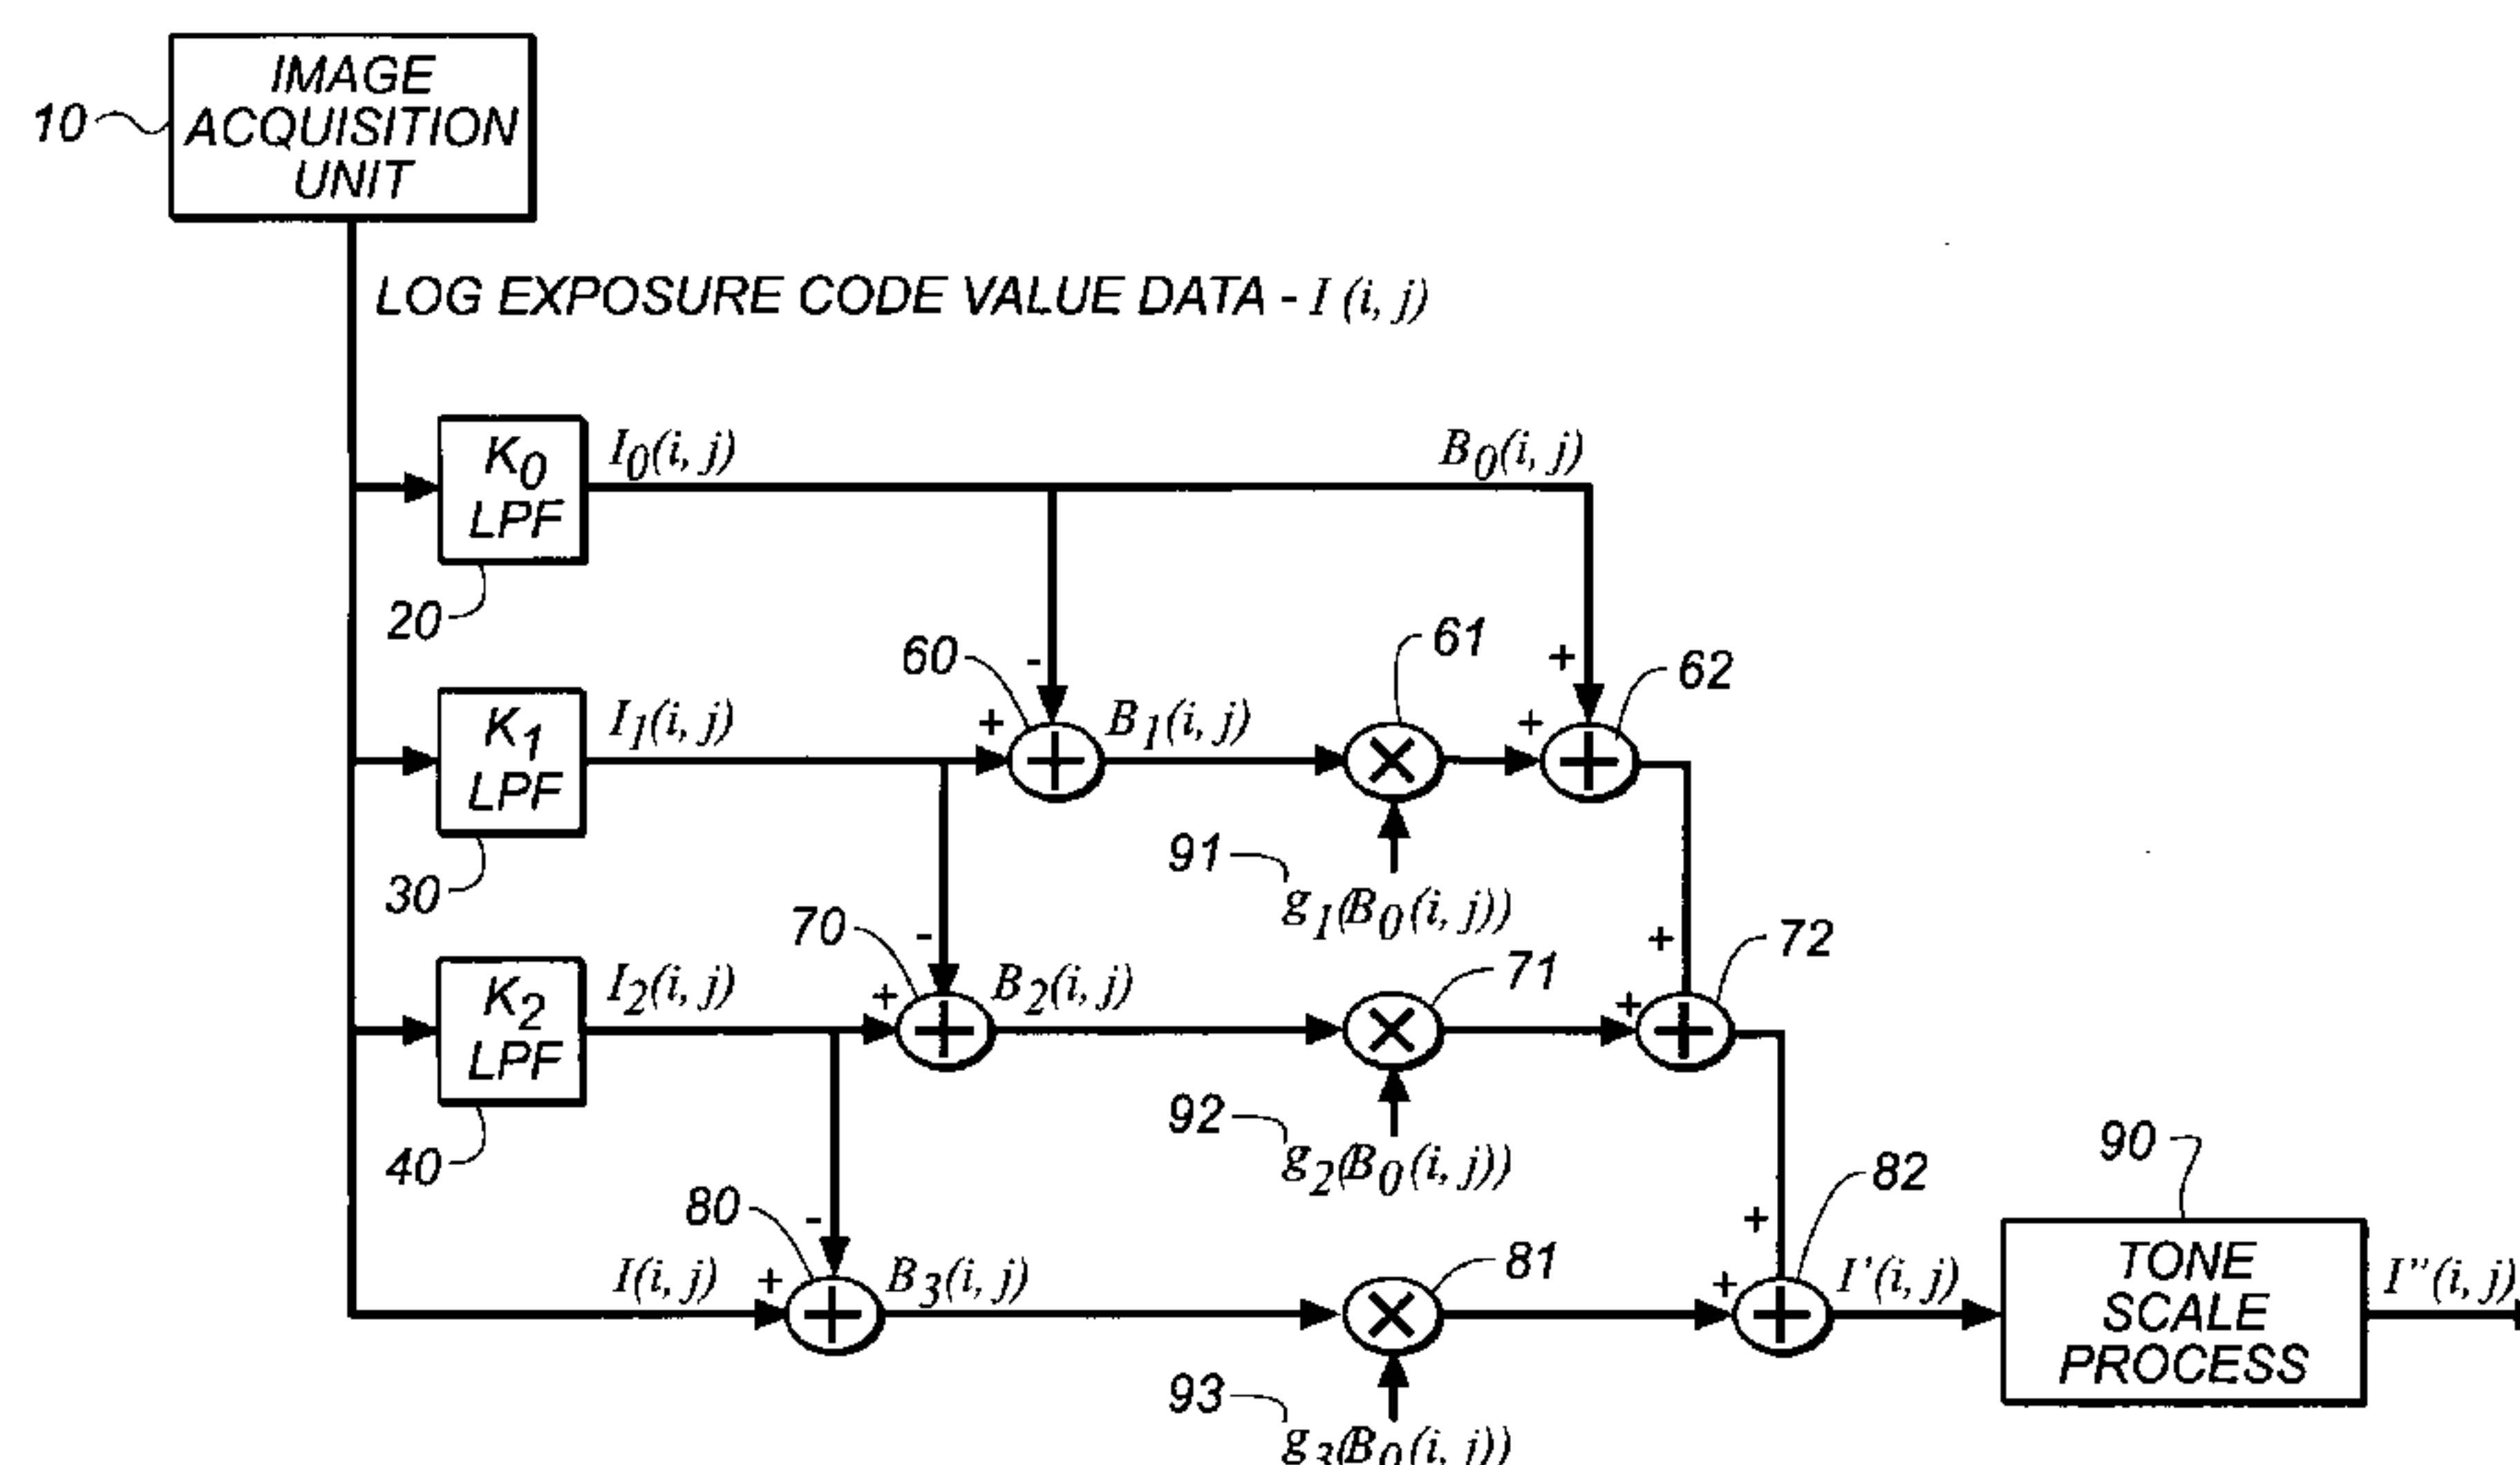 IMAGE
ACQUISITION
UNIT
10
LOG EXPOSURE CODE VALUE DATA - I (i, j)
K0
LPF
I0(i, j)
B0(i, j)
20
60
-
61
+
62
K1
LPF
I1(i, j)
+
B1(i, j)
+
30
91
g1(B0(i, j))
70
-
+
72
K2
LPF
I2(i, j)
+
B2(i, j)
71
+
40
92
g2(B0(i, j))
80
-
90
82
+
I(i, j)
+
B3(i, j)
81
+
I'(i, j)
TONE
SCALE
PROCESS
I''(i, j)
93
g3(B0(i, j))